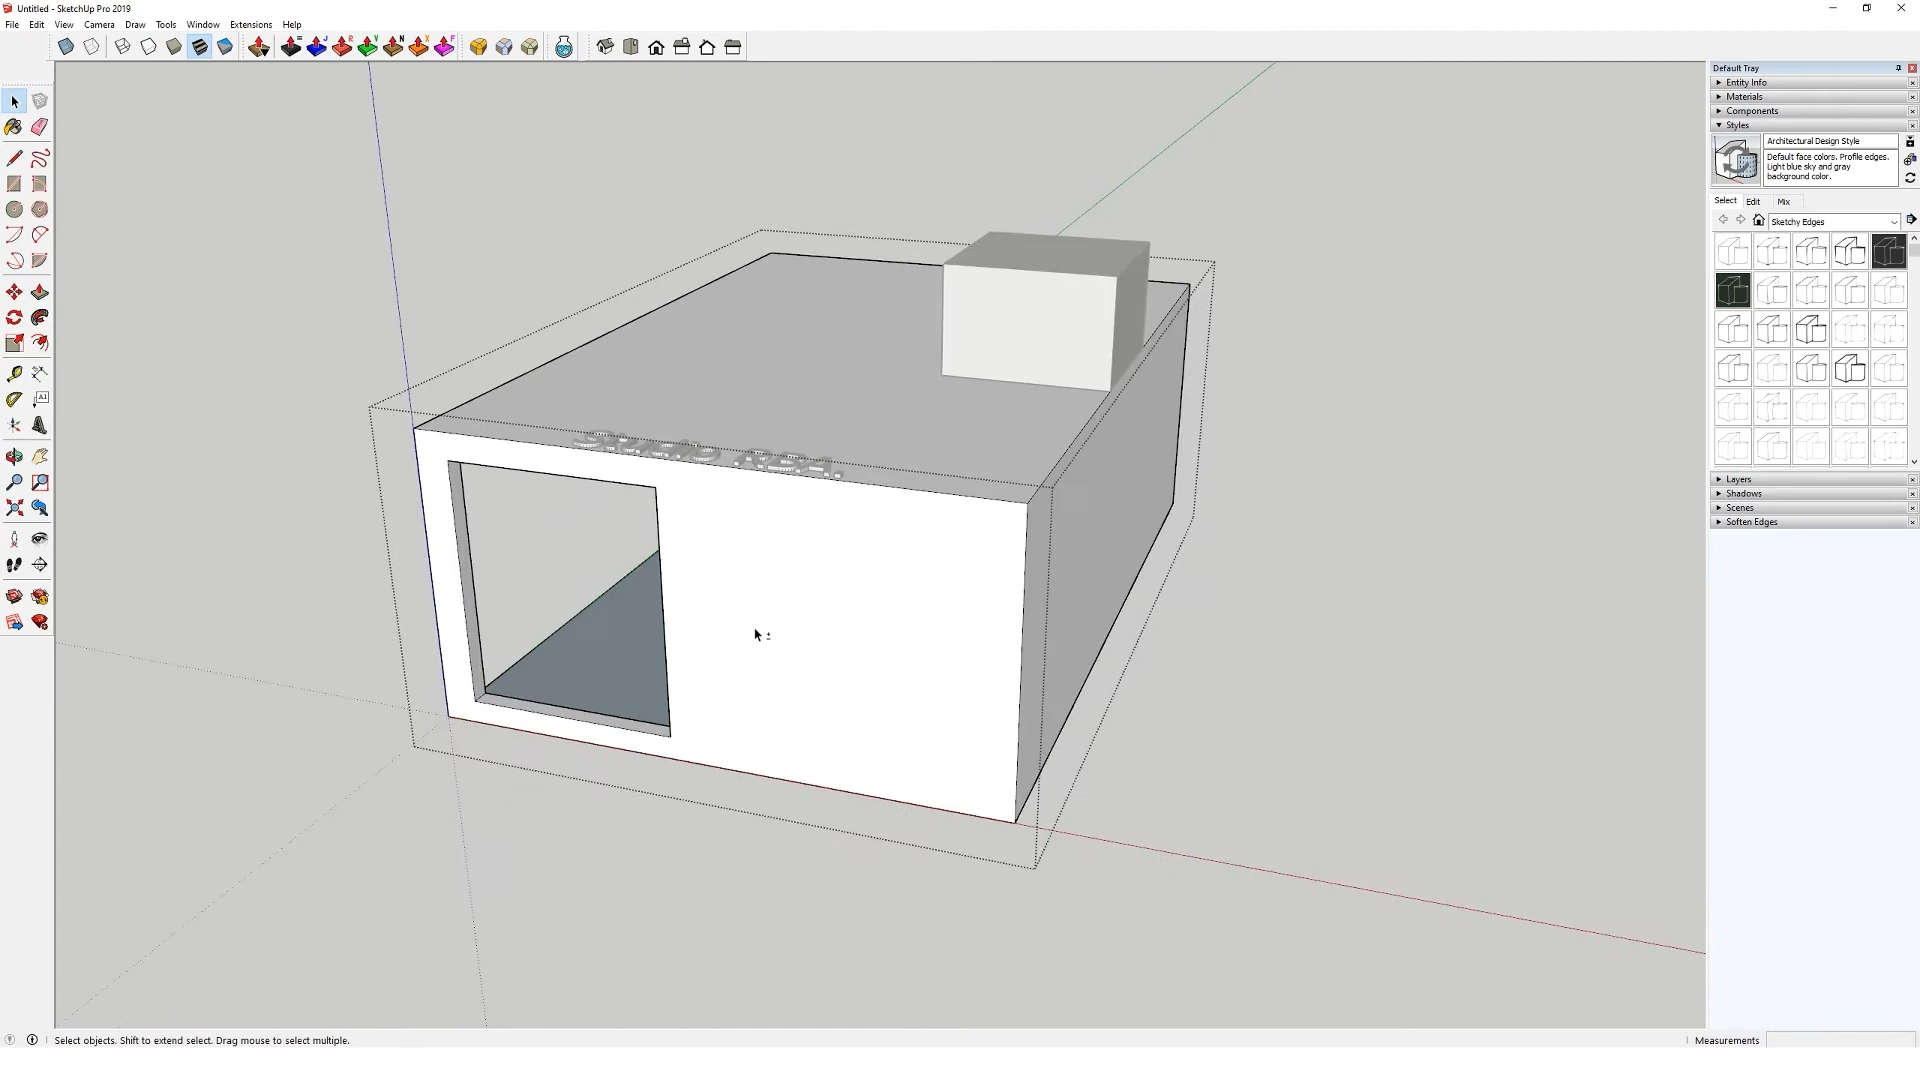 Untitled - SketchUp Pro 2019
File Edit View Camera Draw Tools Window Extensions Help
Default Tray
Entity Info
Materials
Components
Styles
Architectural Design Style
Default face colors. Profile edges.
Light blue sky and gray
background color.
Select Edit Mix
Sketchy Edges
Layers
Shadows
Scenes
Soften Edges
Select objects. Shift to extend select. Drag mouse to select multiple.
Measurements